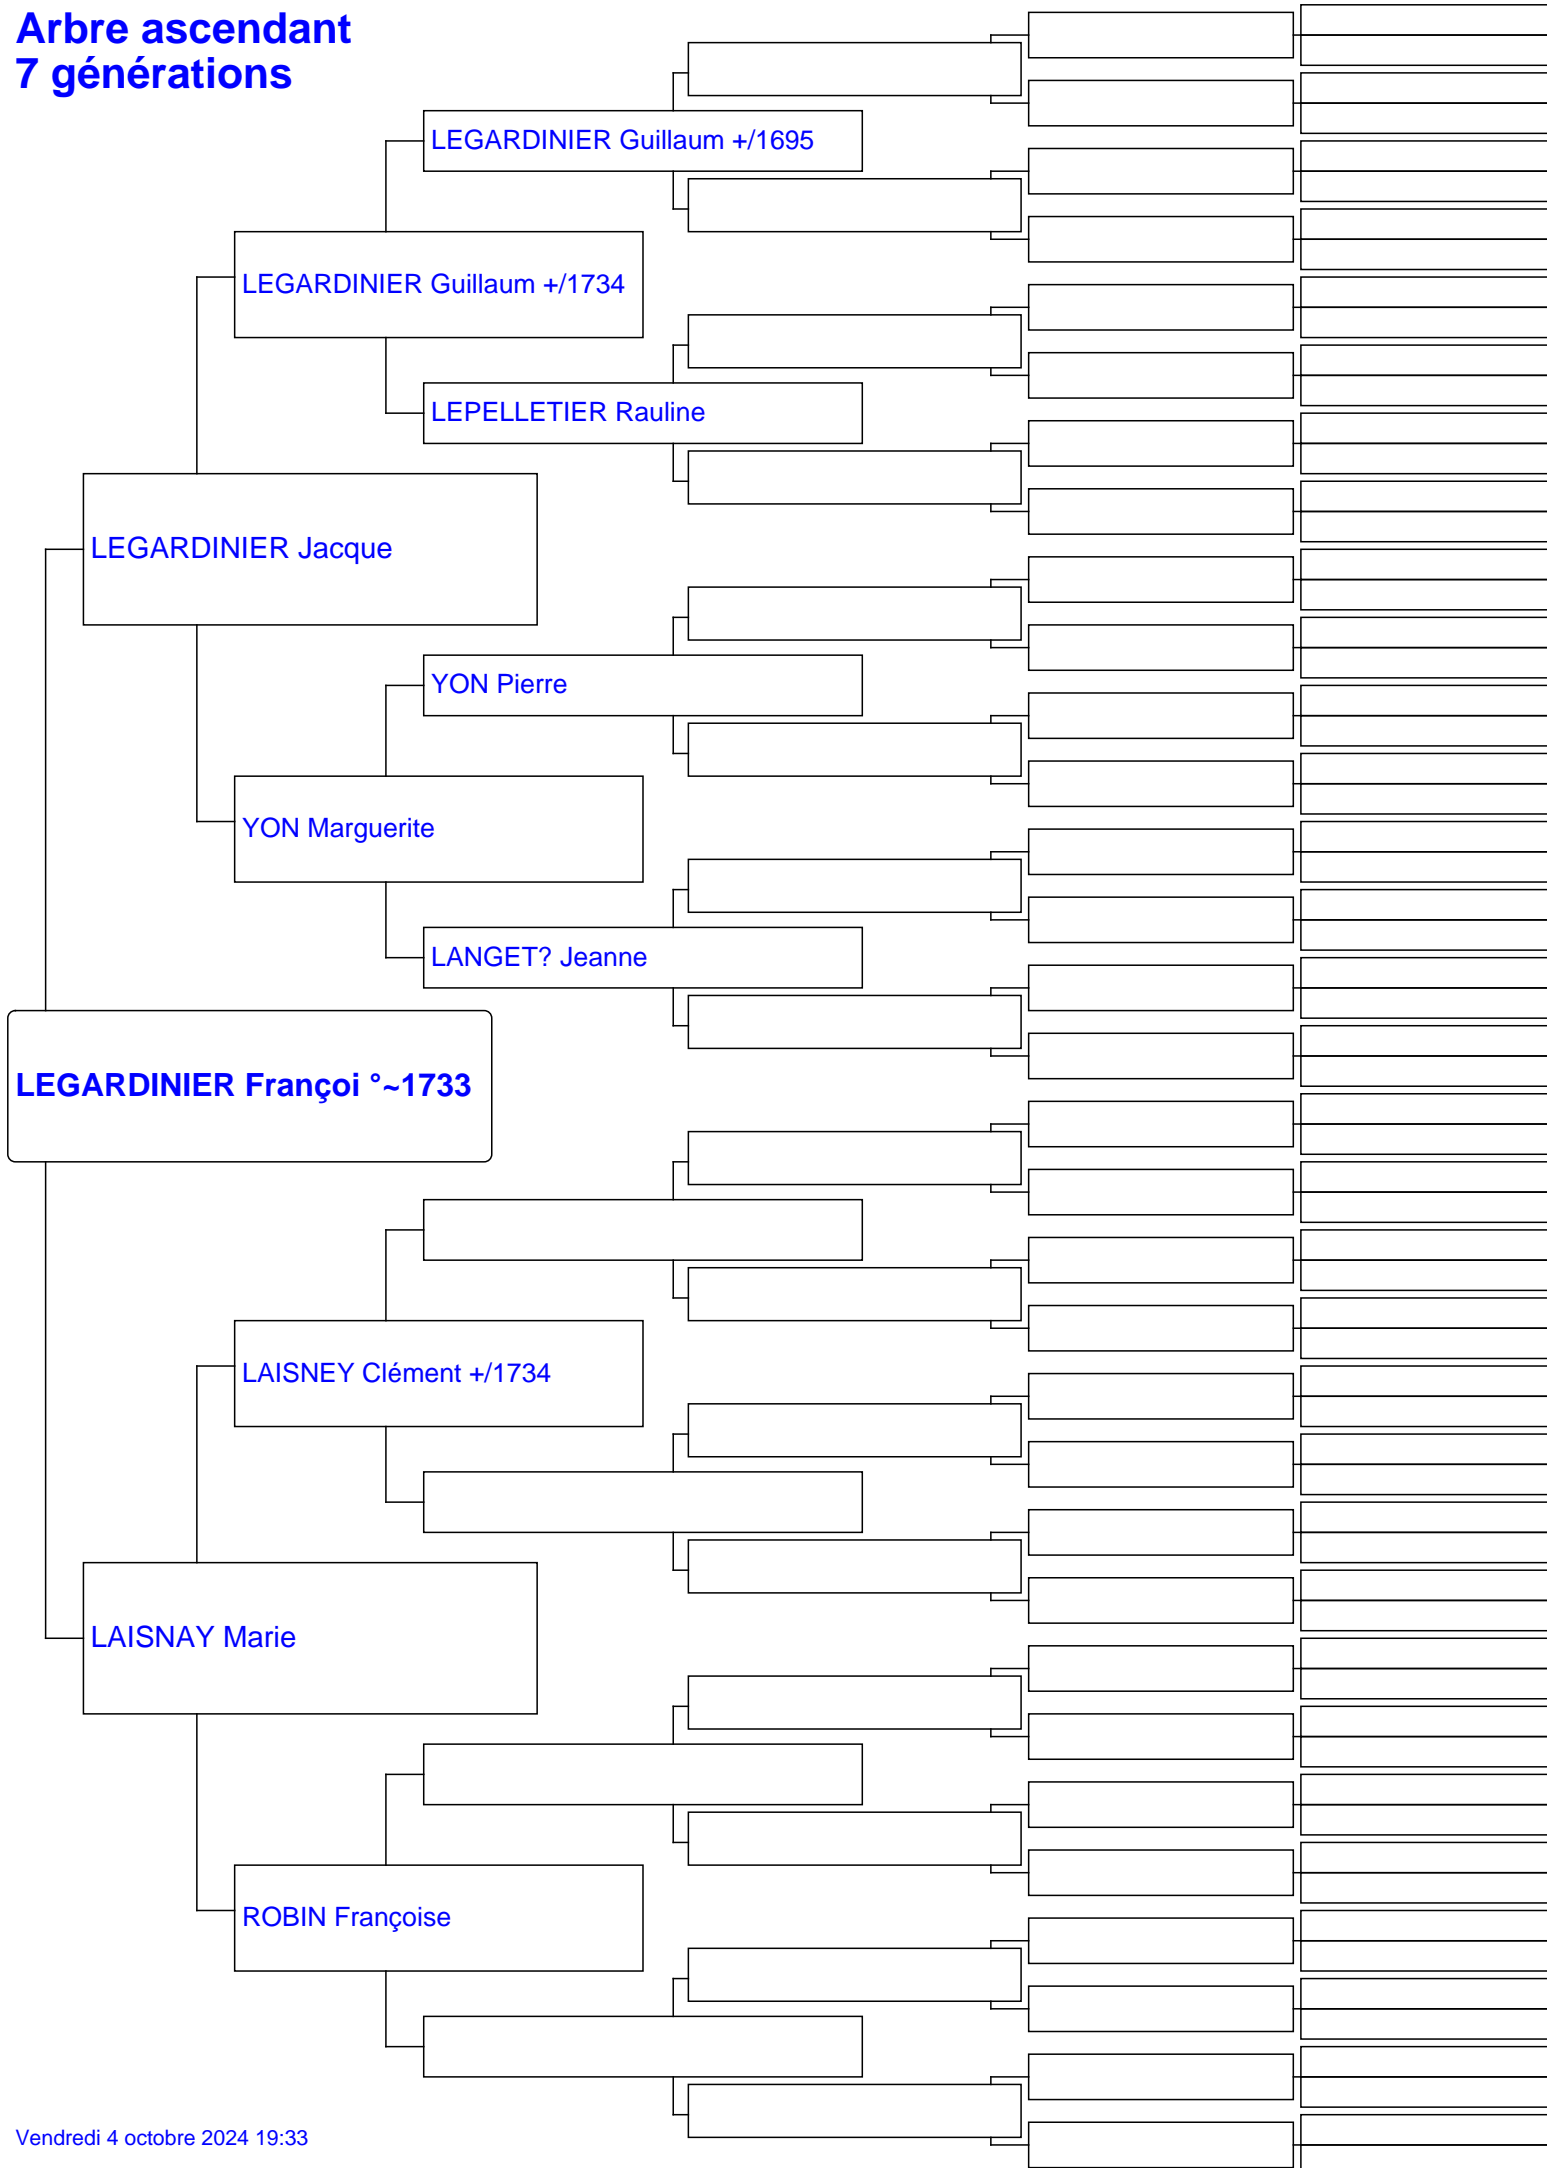 Arbre ascendant
7 générations
LEGARDINIER Guillaum +/1695
LEGARDINIER Guillaum +/1734
LEPELLETIER Rauline
LEGARDINIER Jacque
YON Pierre
YON Marguerite
LANGET? Jeanne
LEGARDINIER Françoi °~1733
LAISNEY Clément +/1734
LAISNAY Marie
ROBIN Françoise
Vendredi 4 octobre 2024 19:33